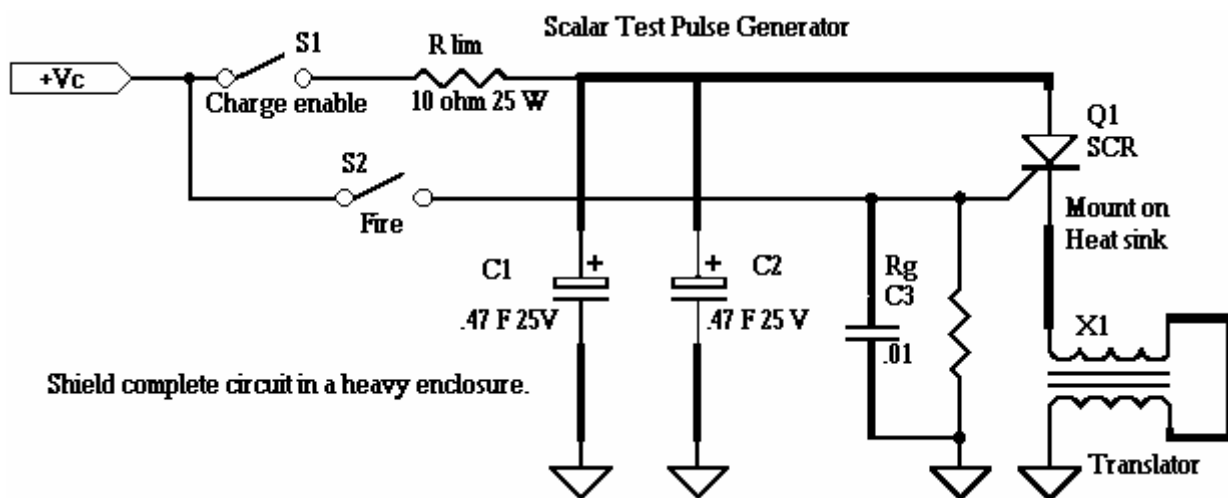 Scalar Test Pulse Generator
+Vc
S1
Charge enable
R lim
10 ohm 25 W
S2
Fire
Q1
SCR
Mount on
Heat sink
C1
+
.47 F 25V
+
C2
.47 F 25 V
Rg
C3
.01
X1
Translator
Shield complete circuit in a heavy enclosure.